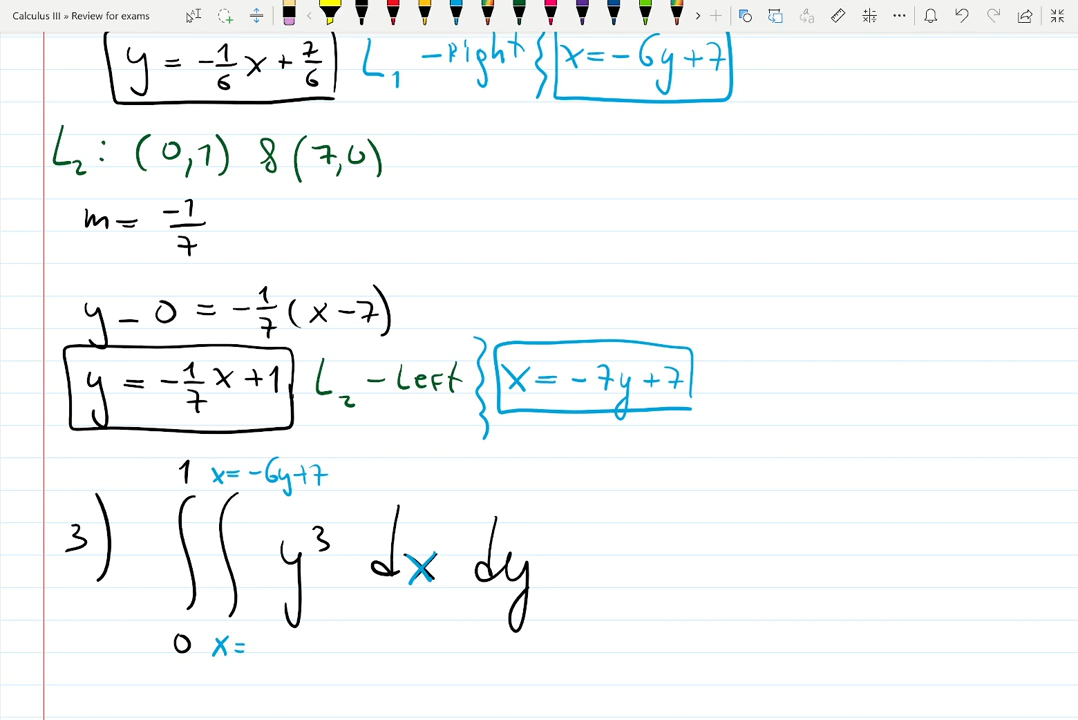 Calculus III » Review for exams
y = -1/6 x + 7/6 L₁ - Right } x = -6y + 7
L₂: (0,1) & (7,0)
m = -1/7
y - 0 = -1/7 (x - 7)
y = -1/7 x + 1 L₂ - Left } x = -7y + 7
1 x = -6y + 7
3) ∫∫ y³ dx dy
0 x =